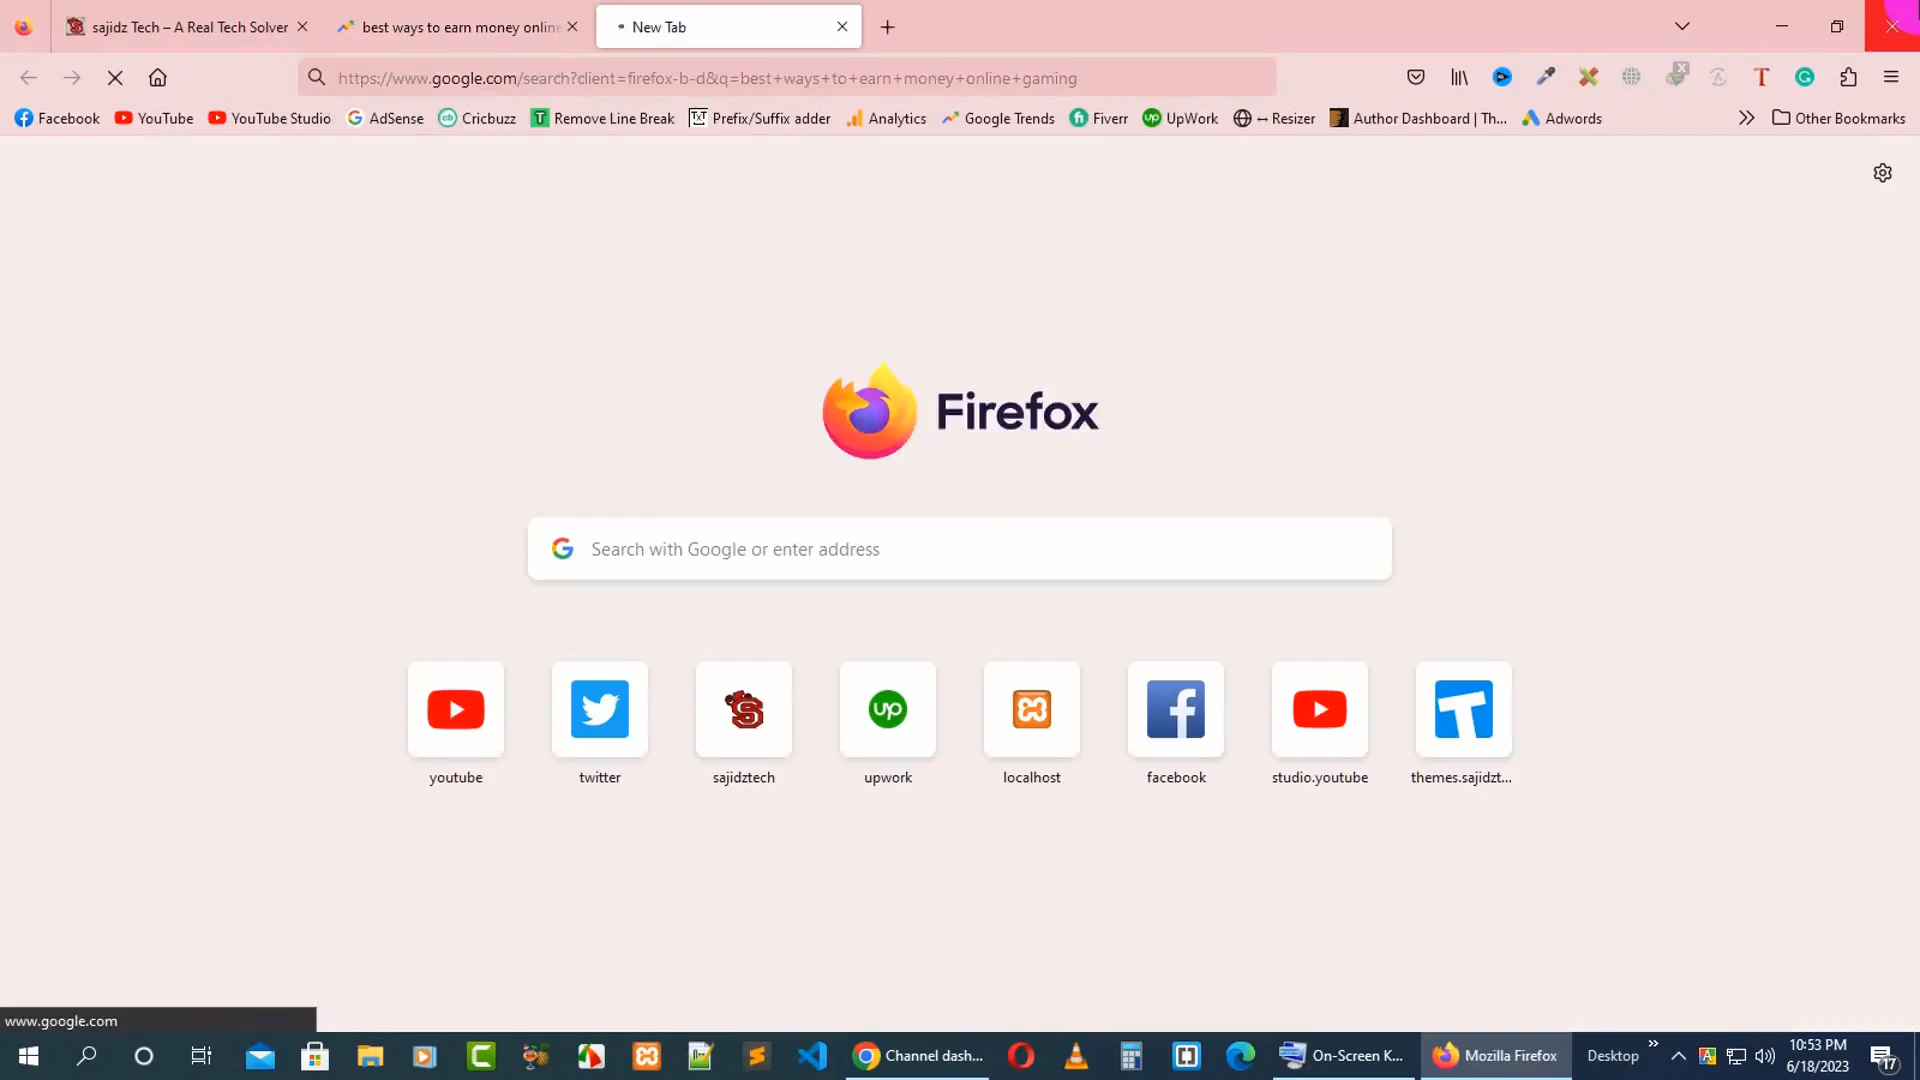 sajidz Tech – A Real Tech Solver
best ways to earn money online
New Tab
https://www.google.com/search?client=firefox-b-d&q=best+ways+to+earn+money+online+gaming
Facebook YouTube YouTube Studio AdSense Cricbuzz Remove Line Break Prefix/Suffix adder Analytics Google Trends Fiverr UpWork ↔ Resizer Author Dashboard | Th... Adwords Other Bookmarks
Firefox
Search with Google or enter address
youtube twitter sajidztech upwork localhost facebook studio.youtube themes.sajidzt...
www.google.com
Channel dash... On-Screen K... Mozilla Firefox Desktop
10:53 PM
6/18/2023
17